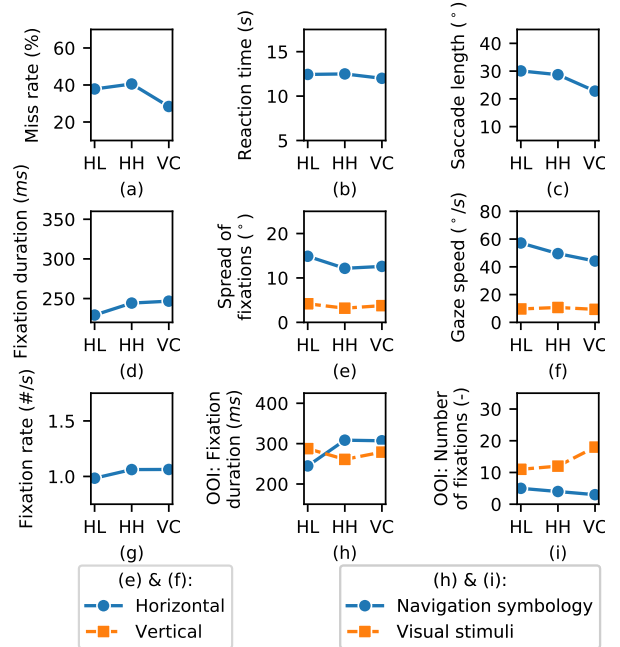 Miss rate (%)
60
40
20
HL HH VC
(a)
Reaction time (s)
15
10
5
HL HH VC
(b)
Saccade length (°)
40
30
20
10
HL HH VC
(c)
Fixation duration (ms)
350
300
250
HL HH VC
(d)
Spread of
fixations (°)
20
10
0
HL HH VC
(e)
Gaze speed (°/s)
80
60
40
20
0
HL HH VC
(f)
Fixation rate (#/s)
1.5
1.0
HL HH VC
(g)
OOI: Fixation
duration (ms)
400
300
200
HL HH VC
(h)
OOI: Number
of fixations (-)
30
20
10
0
HL HH VC
(i)
(e) & (f):
Horizontal
Vertical
(h) & (i):
Navigation symbology
Visual stimuli